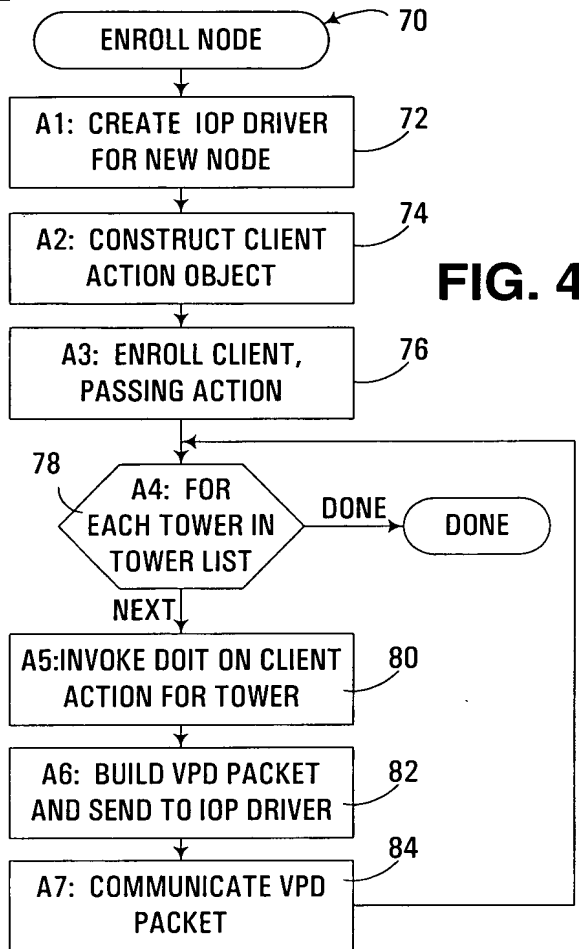 ENROLL NODE
70
A1: CREATE IOP DRIVER
FOR NEW NODE
72
A2: CONSTRUCT CLIENT
ACTION OBJECT
74
FIG. 4
A3: ENROLL CLIENT,
PASSING ACTION
76
78
A4: FOR
EACH TOWER IN
TOWER LIST
DONE
DONE
NEXT
A5:INVOKE DOIT ON CLIENT
ACTION FOR TOWER
80
A6: BUILD VPD PACKET
AND SEND TO IOP DRIVER
82
A7: COMMUNICATE VPD
PACKET
84